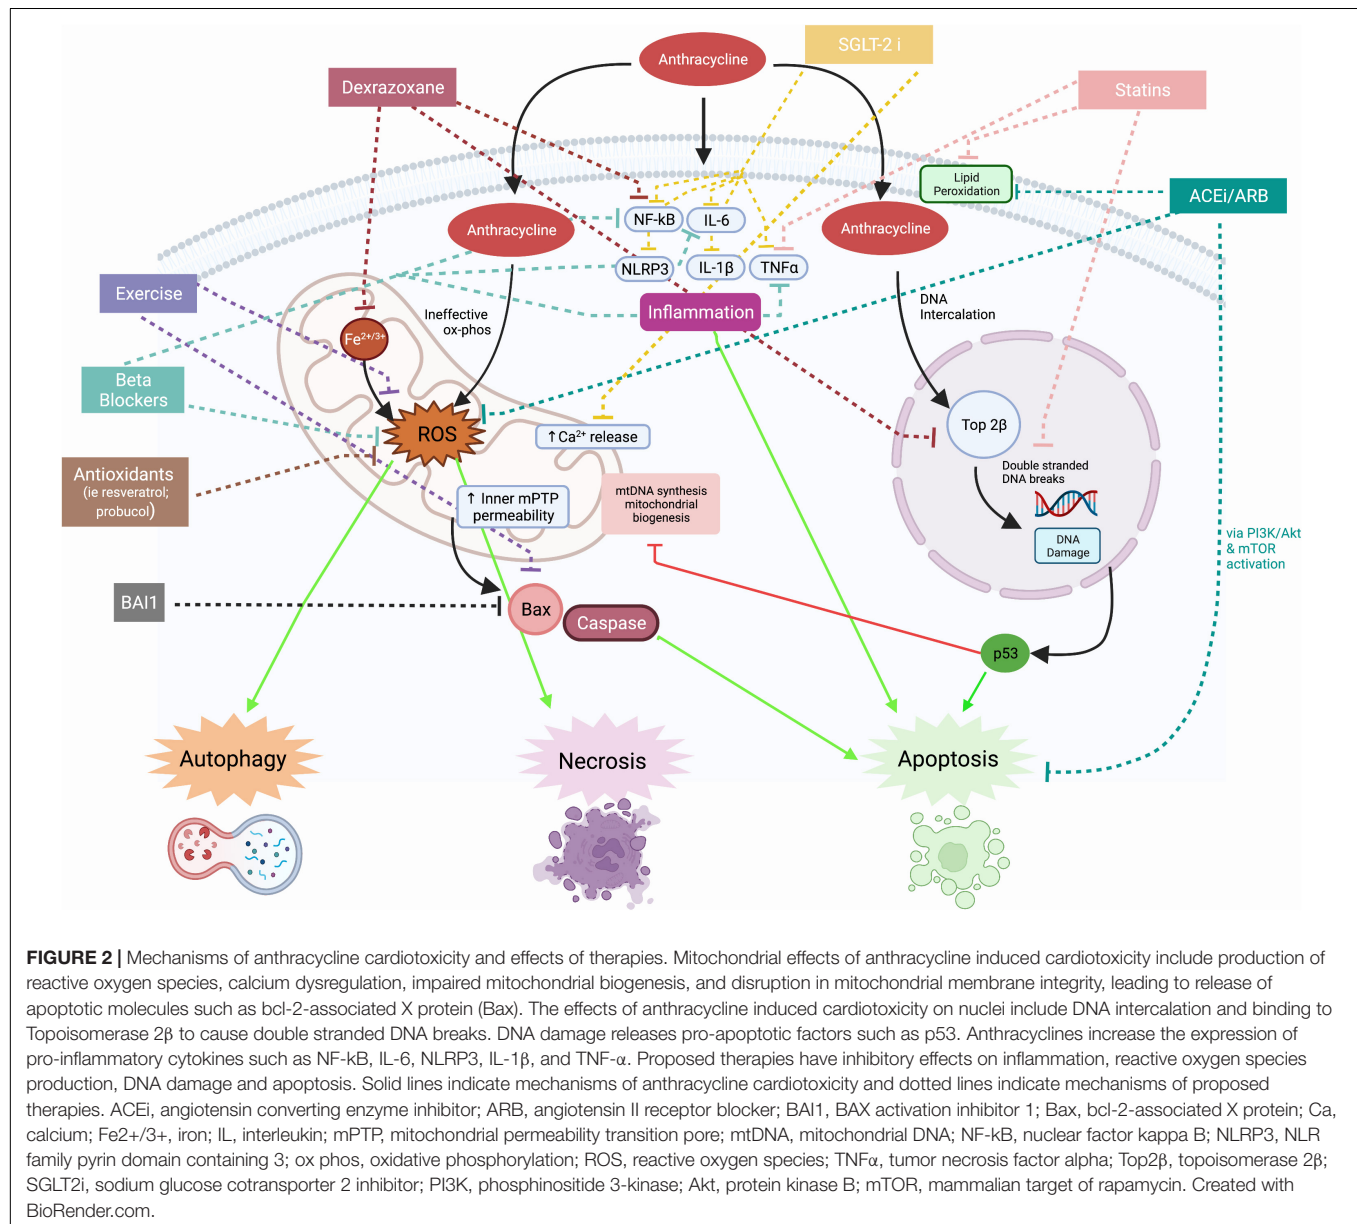 Anthracycline
SGLT-2 i
Dexrazoane
Statins
Lipid
Peroxidation
ACEi/ARB
NF-kB
IL-6
Anthracycline
Anthracycline
NLRP3
IL-1β
TNFα
Exercise
Inflammation
DNA
Intercalation
Ineffective
ox-phos
Fe2+/3+
Beta
Blockers
ROS
↑Ca2+ release
Top 2β
Antioxidants
(ie resveratrol;
probucol)
Double stranded
DNA breaks
↑ Inner mPTP
permeability
mtDNA synthesis
mitochondrial
biogenesis
DNA
Damage
via PI3K/Akt
& mTOR
activation
BAI1
Bax
Caspase
p53
Autophagy
Necrosis
Apoptosis
FIGURE 2 | Mechanisms of anthracycline cardiotoxicity and effects of therapies. Mitochondrial effects of anthracycline induced cardiotoxicity include production of
reactive oxygen species, calcium dysregulation, impaired mitochondrial biogenesis, and disruption in mitochondrial membrane integrity, leading to release of
apoptotic molecules such as bcl-2-associated X protein (Bax). The effects of anthracycline induced cardiotoxicity on nuclei include DNA intercalation and binding to
Topoisomerase 2β to cause double stranded DNA breaks. DNA damage releases pro-apoptotic factors such as p53. Anthracyclines increase the expression of
pro-inflammatory cytokines such as NF-kB, IL-6, NLRP3, IL-1β, and TNF-α. Proposed therapies have inhibitory effects on inflammation, reactive oxygen species
production, DNA damage and apoptosis. Solid lines indicate mechanisms of anthracycline cardiotoxicity and dotted lines indicate mechanisms of proposed
therapies. ACEi, angiotensin converting enzyme inhibitor; ARB, angiotensin II receptor blocker; BAI1, BAX activation inhibitor 1; Bax, bcl-2-associated X protein; Ca,
calcium; Fe2+/3+, iron; IL, interleukin; mPTP, mitochondrial permeability transition pore; mtDNA, mitochondrial DNA; NF-kB, nuclear factor kappa B; NLRP3, NLR
family pyrin domain containing 3; ox phos, oxidative phosphorylation; ROS, reactive oxygen species; TNFα, tumor necrosis factor alpha; Top2β, topoisomerase 2β;
SGLT2i, sodium glucose cotransporter 2 inhibitor; PI3K, phosphinositide 3-kinase; Akt, protein kinase B; mTOR, mammalian target of rapamycin. Created with
BioRender.com.